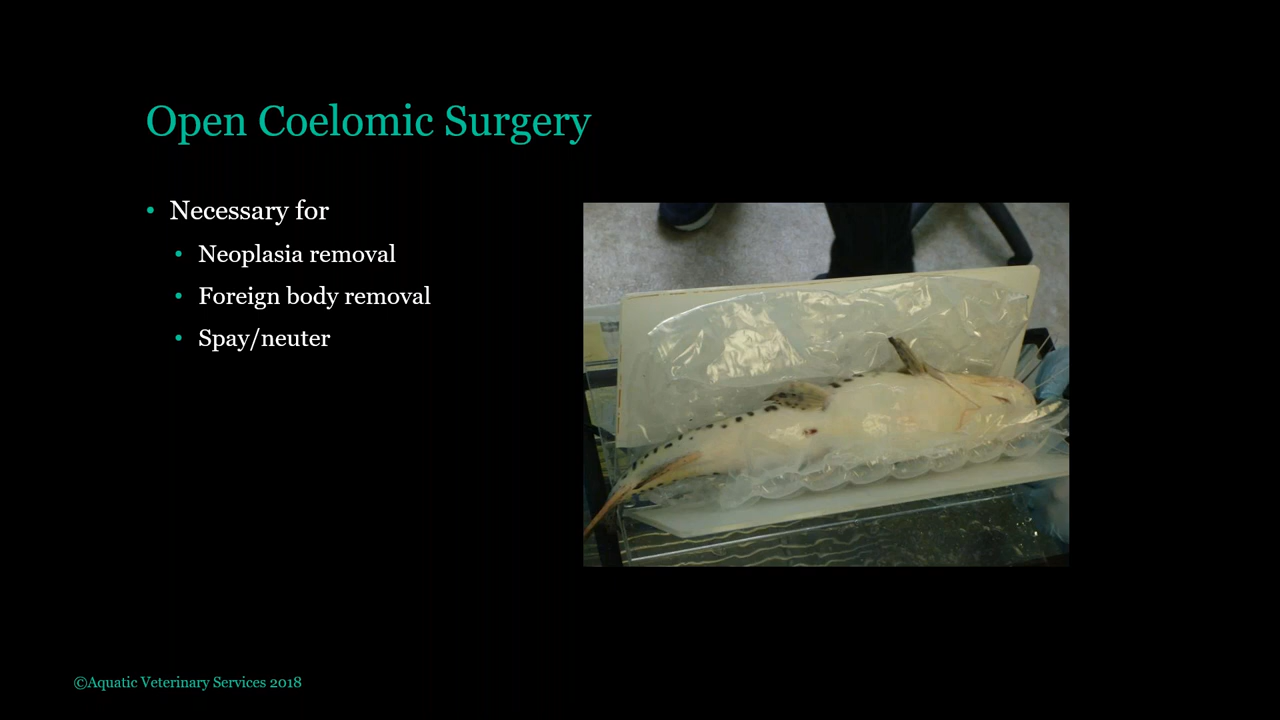 Open Coelomic Surgery
• Necessary for
• Neoplasia removal
• Foreign body removal
• Spay/neuter
©Aquatic Veterinary Services 2018